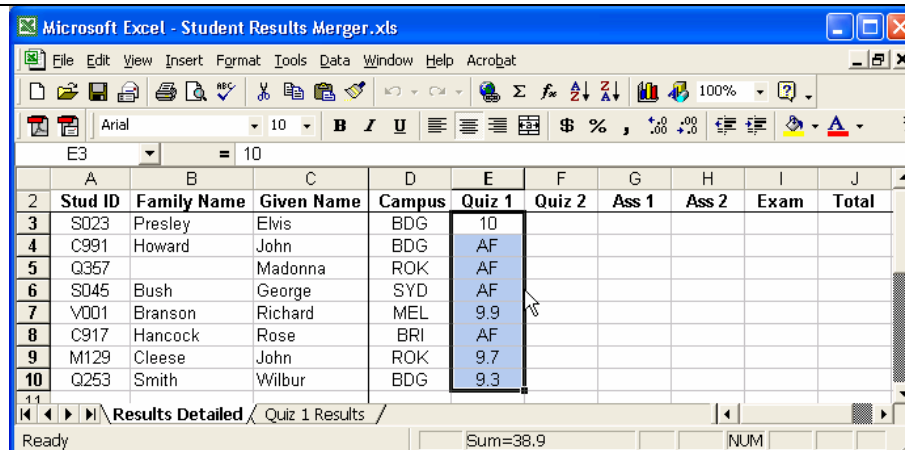 Microsoft Excel - Student Results Merger.xls
File Edit View Insert Format Tools Data Window Help Acrobat
ABC Σ fx A Z Z A 100% ?
Arial 10 B I U $ % , .00 .00 A
E3 = 10
A B C D E F G H I J
2 Stud ID Family Name Given Name Campus Quiz 1 Quiz 2 Ass 1 Ass 2 Exam Total
3 S023 Presley Elvis BDG 10
4 C991 Howard John BDG AF
5 Q357 Madonna ROK AF
6 S045 Bush George SYD AF
7 V001 Branson Richard MEL 9.9
8 C917 Hancock Rose BRI AF
9 M129 Cleese John ROK 9.7
10 Q253 Smith Wilbur BDG 9.3
11
Results Detailed Quiz 1 Results
Ready Sum=38.9 NUM